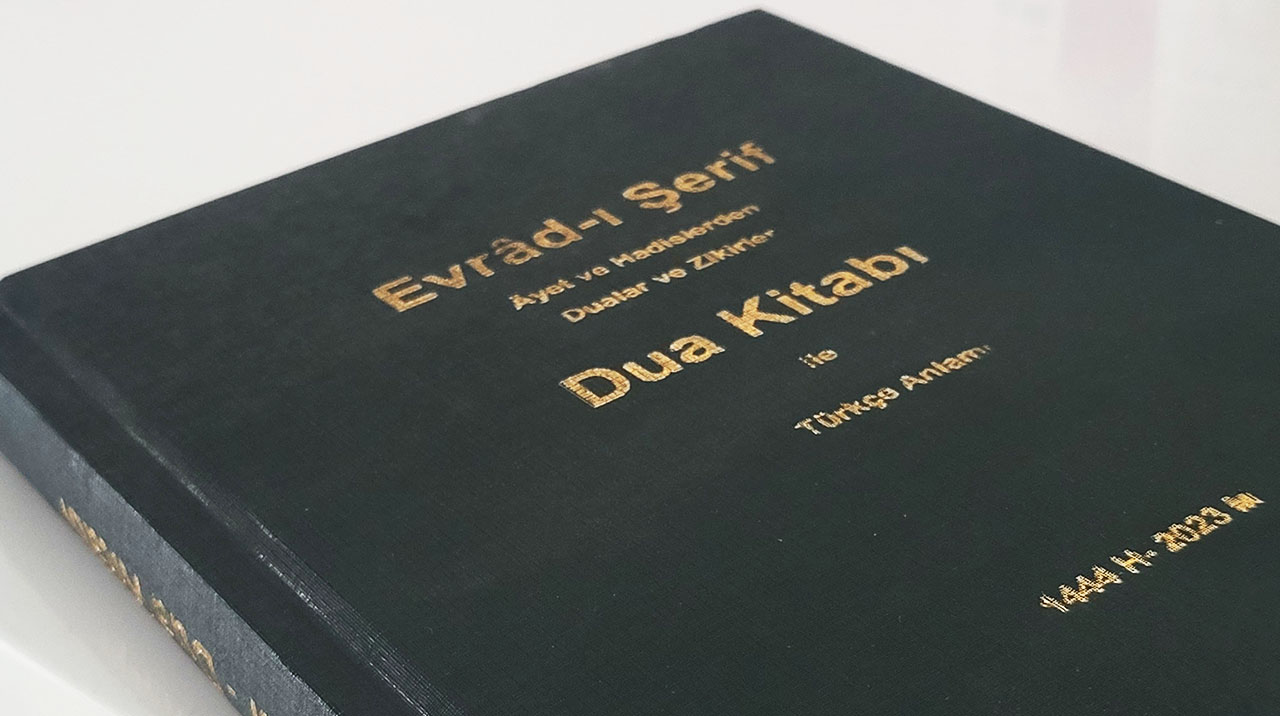 Evrâd-ı Şerif
Âyet ve Hadislerden
Dualar ve Zikirler
Dua Kitabı
ile
Türkçe Anlamı
1444 H- 2023 M